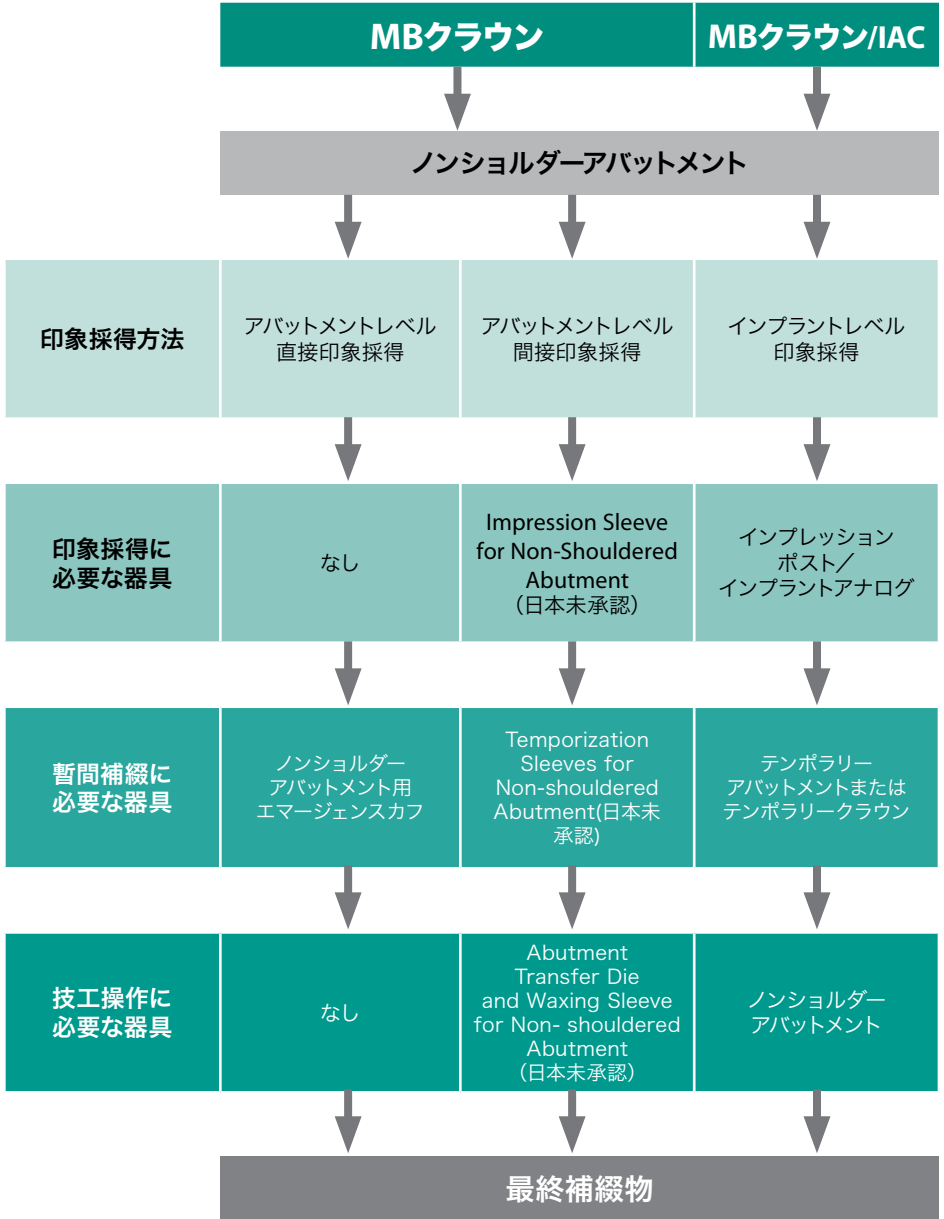 MBクラウン
MBクラウン/IAC
ノンショルダーアバットメント
印象採得方法
アバットメントレベル
直接印象採得
アバットメントレベル
間接印象採得
インプラントレベル
印象採得
印象採得に
必要な器具
なし
Impression Sleeve
for Non-Shouldered
Abutment
（日本未承認）
インプレッション
ポスト／
インプラントアナログ
暫間補綴に
必要な器具
ノンショルダー
アバットメント用
エマージェンスカフ
Temporization
Sleeves for
Non-shouldered
Abutment(日本未
承認)
テンポラリー
アバットメントまたは
テンポラリークラウン
技工操作に
必要な器具
なし
Abutment
Transfer Die
and Waxing Sleeve
for Non- shouldered
Abutment
（日本未承認）
ノンショルダー
アバットメント
最終補綴物